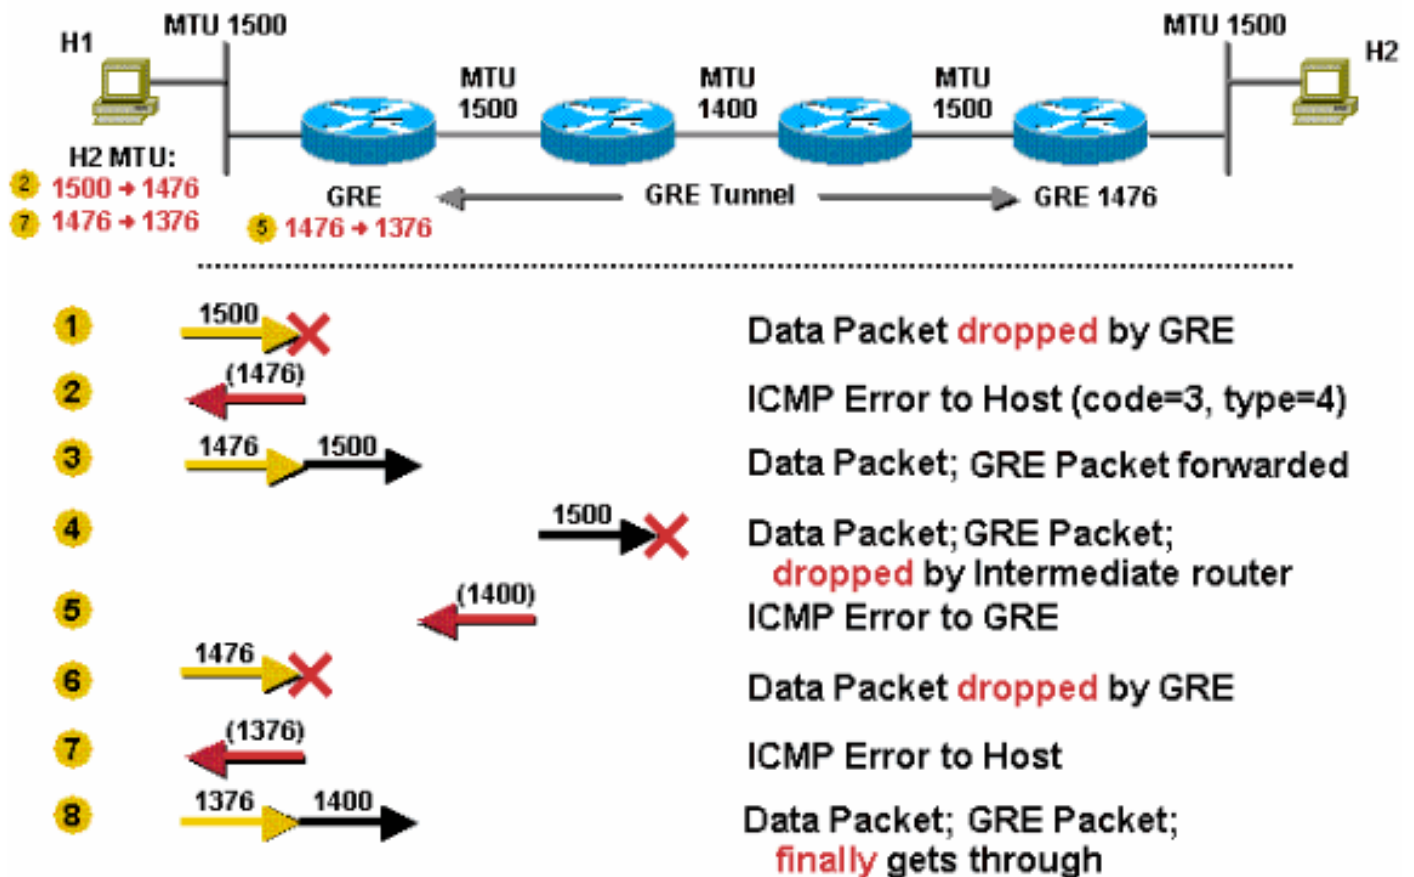 H1
MTU 1500
MTU 1500
H2
MTU
1500
MTU
1400
MTU
1500
H2 MTU:
2 1500 → 1476
7 1476 → 1376
GRE
5 1476 → 1376
GRE Tunnel
GRE 1476
1 1500 Data Packet dropped by GRE
2 (1476) ICMP Error to Host (code=3, type=4)
3 1476 1500 Data Packet; GRE Packet forwarded
4 1500 Data Packet; GRE Packet;
dropped by Intermediate router
5 (1400) ICMP Error to GRE
6 1476 Data Packet dropped by GRE
7 (1376) ICMP Error to Host
8 1376 1400 Data Packet; GRE Packet;
finally gets through